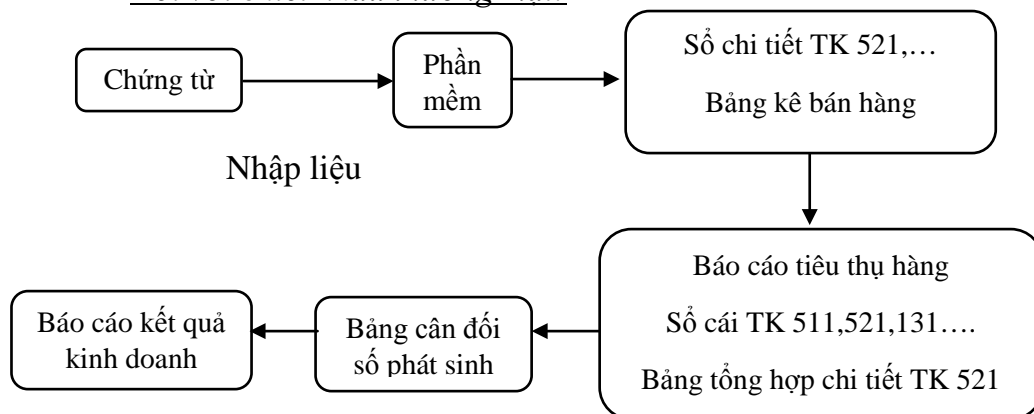 Chứng từ
Phần
mềm
Sổ chi tiết TK 521,…
Bảng kê bán hàng
Nhập liệu
Báo cáo tiêu thụ hàng
Sổ cái TK 511,521,131….
Bảng tổng hợp chi tiết TK 521
Bảng cân đối
số phát sinh
Báo cáo kết quả
kinh doanh